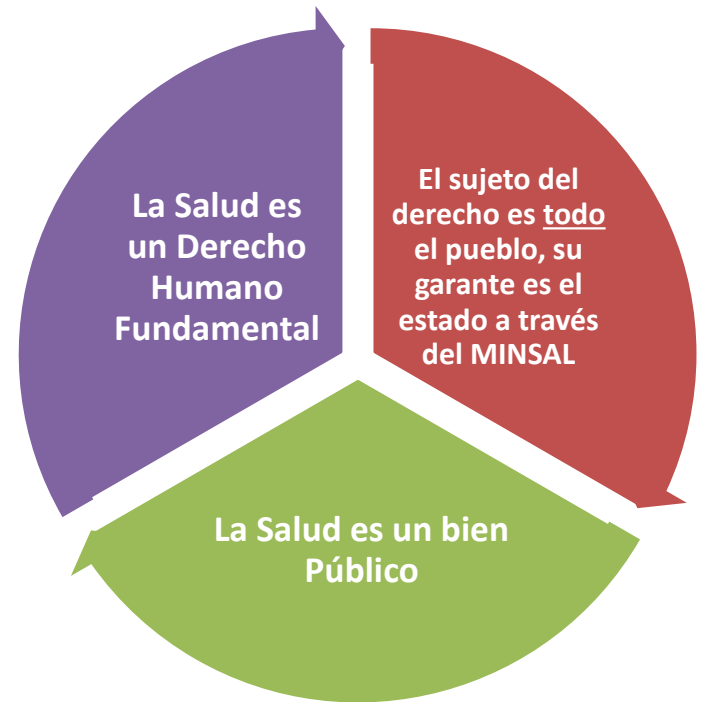 La Salud es
un Derecho
Humano
Fundamental
El sujeto del
derecho es todo
el pueblo, su
garante es el
estado a través
del MINSAL
La Salud es un bien
Público